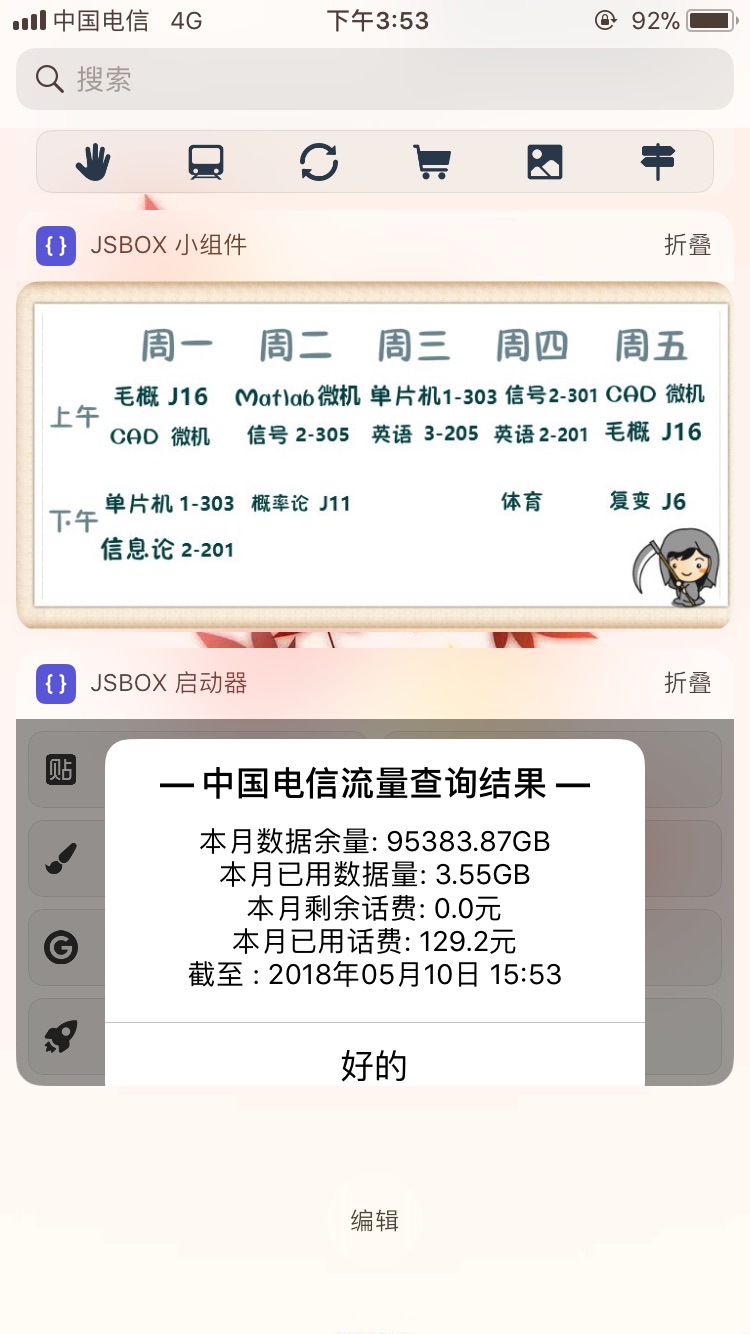 中国电信 4G 下午3:53 92%
搜索
JSBOX 小组件 折叠
周一 周二 周三 周四 周五
上午
毛概 J16 Matlab微机 单片机1-303 信号2-301 CAD 微机
CAD 微机 信号 2-305 英语 3-205 英语2-201 毛概 J16
下午
单片机 1-303 概率论 J11 体育 复变 J6
信息论 2-201
JSBOX 启动器 折叠
贴
G
— 中国电信流量查询结果 —
本月数据余量: 95383.87GB
本月已用数据量: 3.55GB
本月剩余话费: 0.0元
本月已用话费: 129.2元
截至 : 2018年05月10日 15:53
好的
编辑